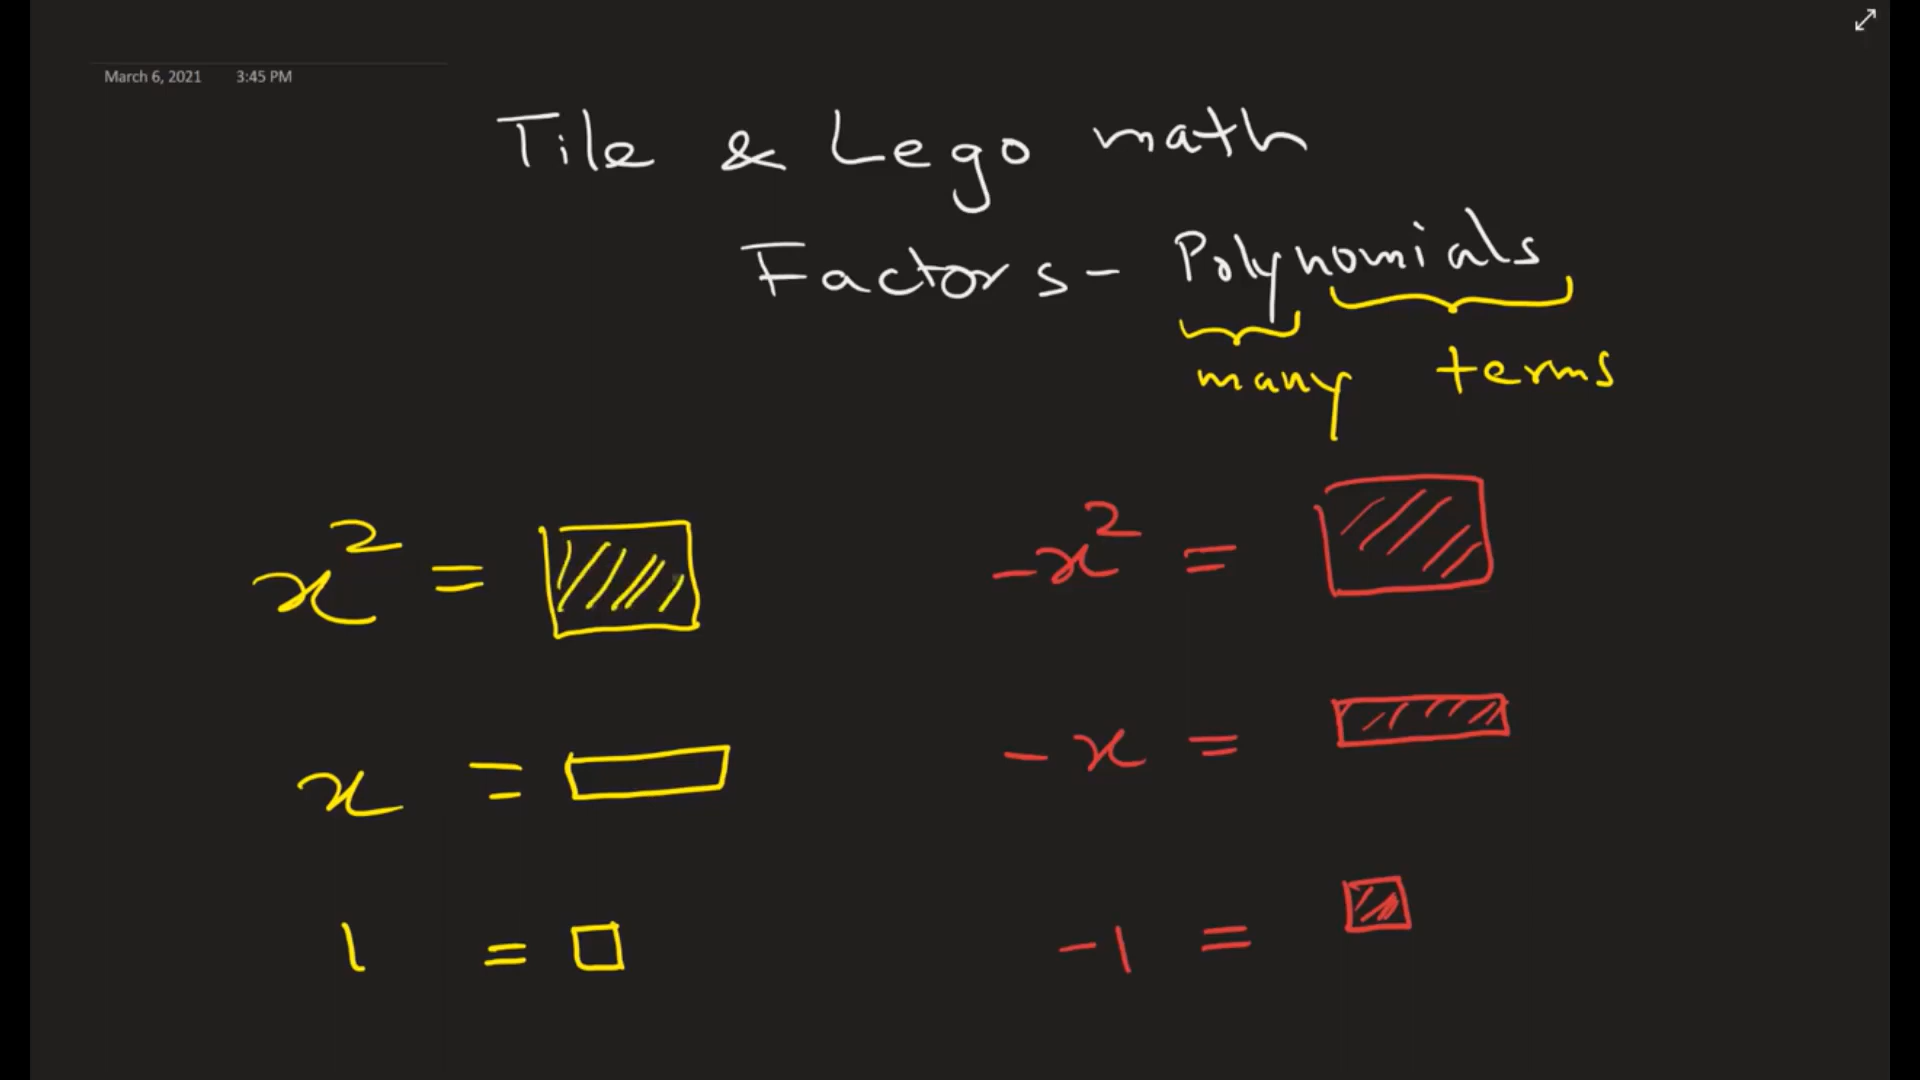 March 6, 2021 3:45 PM
Tile & Lego math
Factors - Polynomials
many terms
x² = -x² =
x = -x =
1 = -1 =